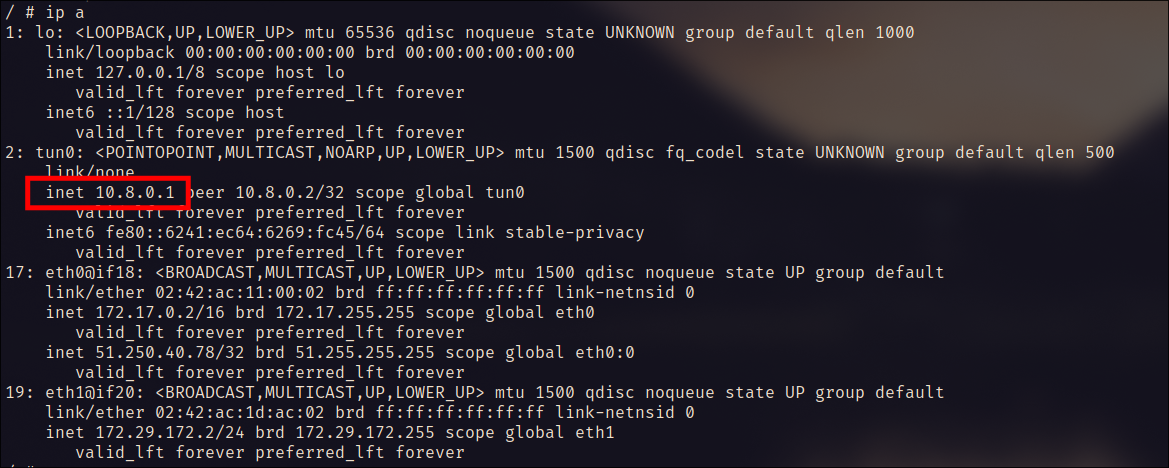 / # ip a
1: lo: <LOOPBACK,UP,LOWER_UP> mtu 65536 qdisc noqueue state UNKNOWN group default qlen 1000
link/loopback 00:00:00:00:00:00 brd 00:00:00:00:00:00
inet 127.0.0.1/8 scope host lo
valid_lft forever preferred_lft forever
inet6 ::1/128 scope host
valid_lft forever preferred_lft forever
2: tun0: <POINTOPOINT,MULTICAST,NOARP,UP,LOWER_UP> mtu 1500 qdisc fq_codel state UNKNOWN group default qlen 500
link/none
inet 10.8.0.1 peer 10.8.0.2/32 scope global tun0
valid_lft forever preferred_lft forever
inet6 fe80::6241:ec64:6269:fc45/64 scope link stable-privacy
valid_lft forever preferred_lft forever
17: eth0@if18: <BROADCAST,MULTICAST,UP,LOWER_UP> mtu 1500 qdisc noqueue state UP group default
link/ether 02:42:ac:11:00:02 brd ff:ff:ff:ff:ff:ff link-netnsid 0
inet 172.17.0.2/16 brd 172.17.255.255 scope global eth0
valid_lft forever preferred_lft forever
inet 51.250.40.78/32 brd 51.255.255.255 scope global eth0:0
valid_lft forever preferred_lft forever
19: eth1@if20: <BROADCAST,MULTICAST,UP,LOWER_UP> mtu 1500 qdisc noqueue state UP group default
link/ether 02:42:ac:1d:ac:02 brd ff:ff:ff:ff:ff:ff link-netnsid 0
inet 172.29.172.2/24 brd 172.29.172.255 scope global eth1
valid_lft forever preferred_lft forever